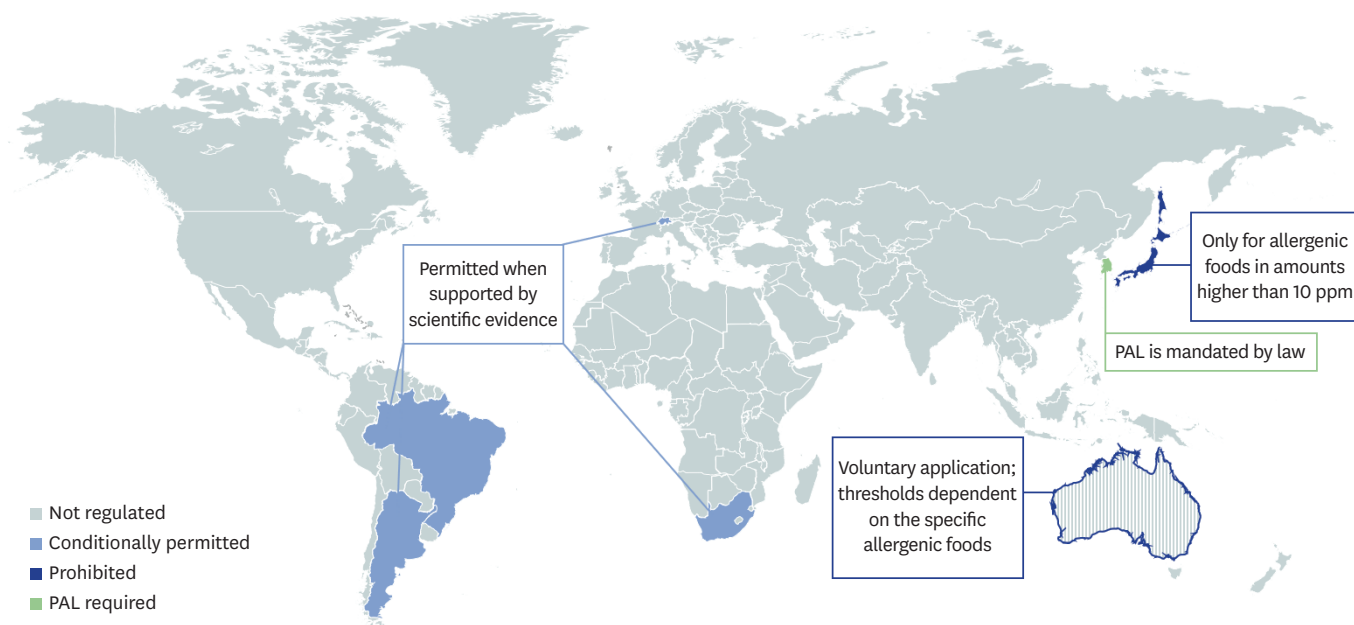 Permitted when
supported by
scientific evidence
Only for allergenic
foods in amounts
higher than 10 ppm
PAL is mandated by law
Voluntary application;
thresholds dependent
on the specific
allergenic foods
Not regulated
Conditionally permitted
Prohibited
PAL required